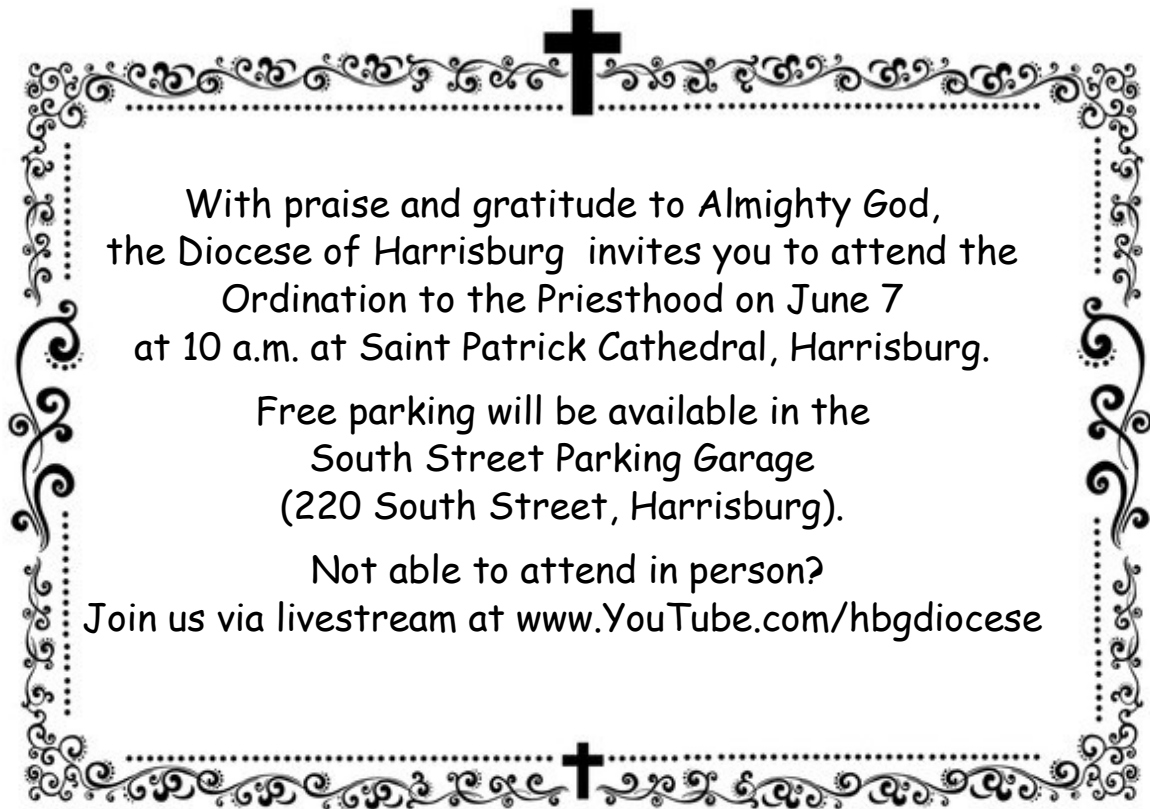 With praise and gratitude to Almighty God,
the Diocese of Harrisburg  invites you to attend the
Ordination to the Priesthood on June 7
at 10 a.m. at Saint Patrick Cathedral, Harrisburg.
Free parking will be available in the
South Street Parking Garage
(220 South Street, Harrisburg).
Not able to attend in person?
Join us via livestream at www.YouTube.com/hbgdiocese